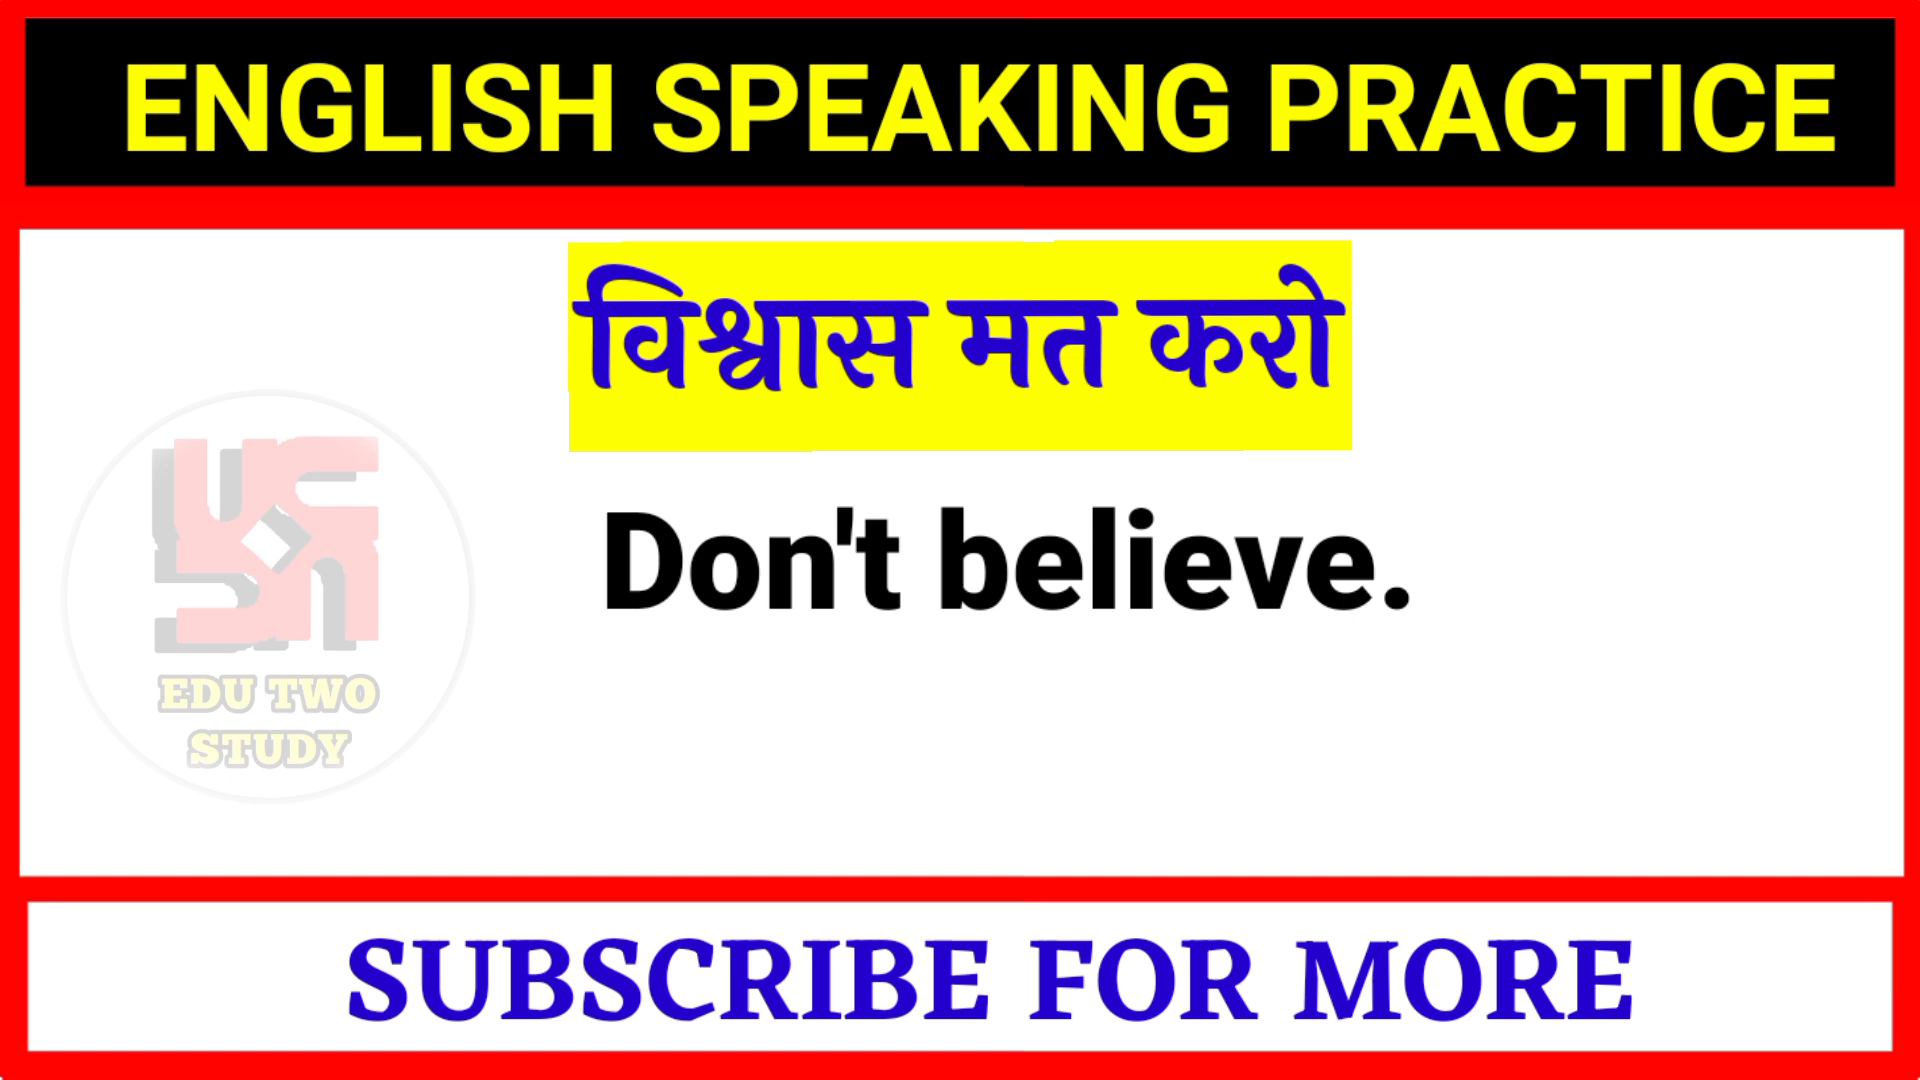 ENGLISH SPEAKING PRACTICE
विश्वास मत करो
Don't believe.
EDU TWO
STUDY
SUBSCRIBE FOR MORE